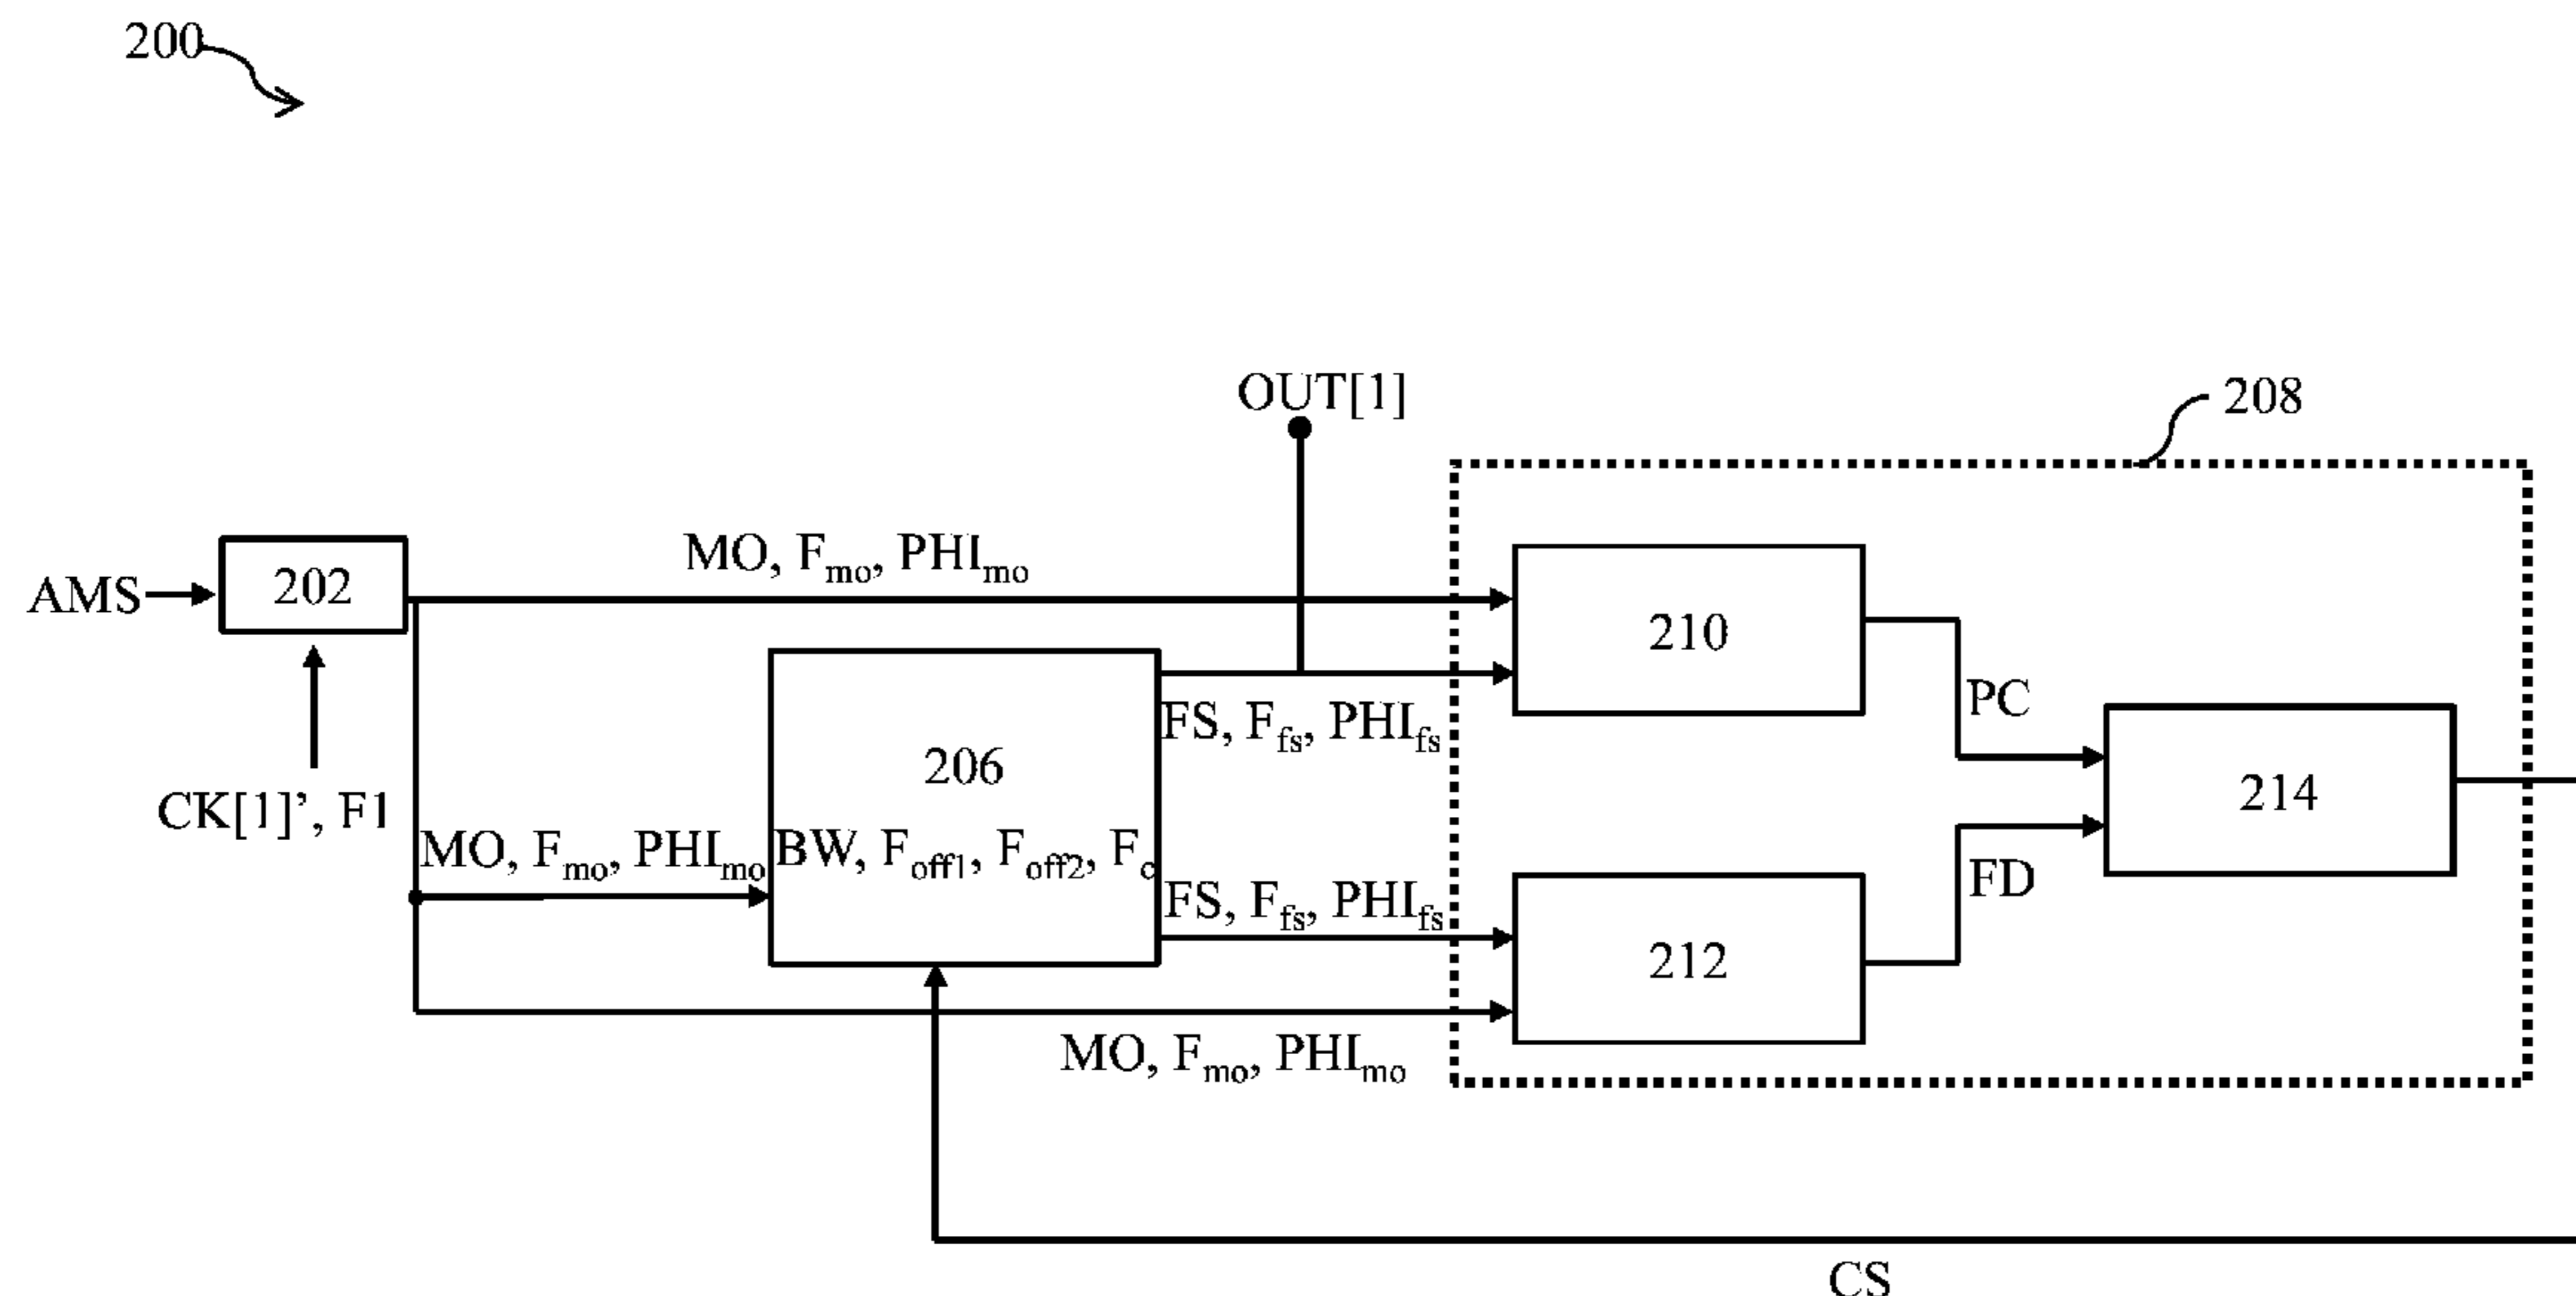 200
OUT[1]
208
MO, Fmo, PHImo
AMS
202
210
FS, Ffs, PHIfs
PC
206
CK[1]’, F1
214
MO, Fmo, PHImo
BW, Foff1, Foff2, Fc
FD
FS, Ffs, PHIfs
212
MO, Fmo, PHImo
CS